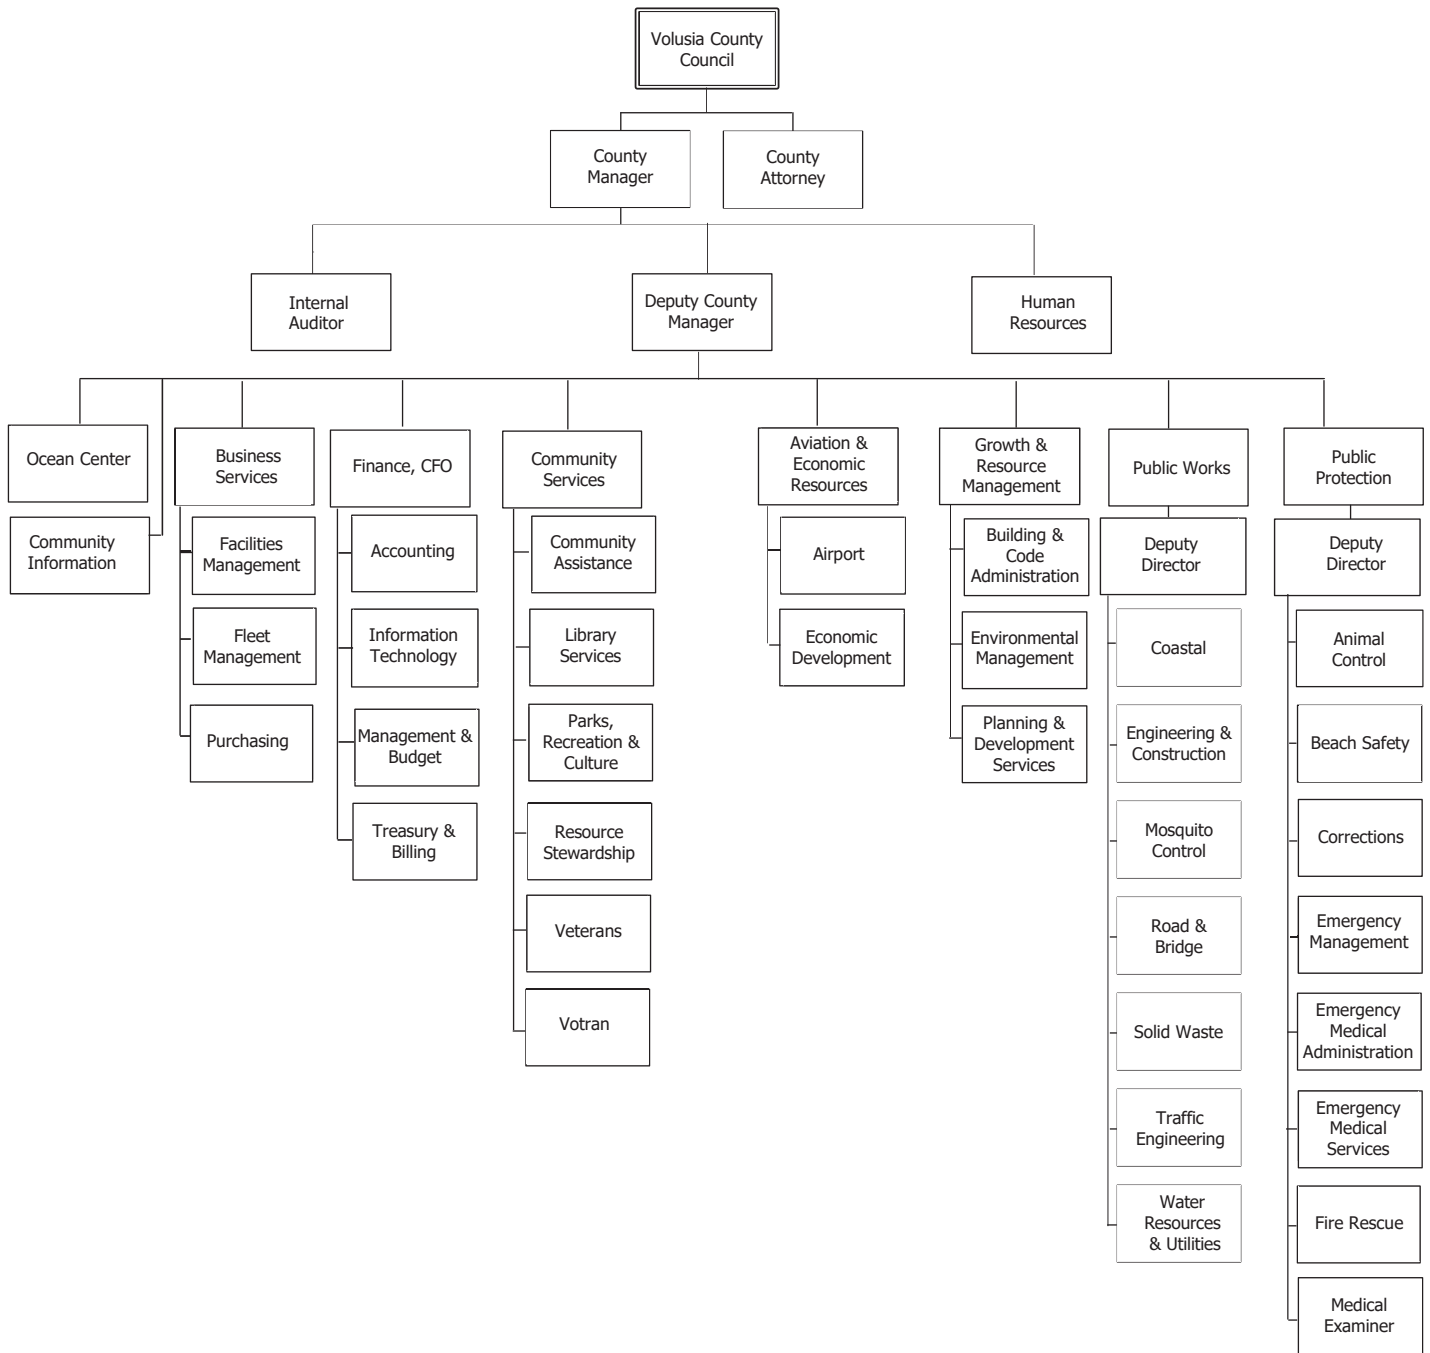 Volusia County
Council
County
Manager
County
Attorney
Internal
Auditor
Deputy County
Manager
Human
Resources
Ocean Center
Community
Information
Business
Services
Facilities
Management
Fleet
Management
Purchasing
Finance, CFO
Accounting
Information
Technology
Management &
Budget
Treasury &
Billing
Community
Services
Community
Assistance
Library
Services
Parks,
Recreation &
Culture
Resource
Stewardship
Veterans
Votran
Aviation &
Economic
Resources
Airport
Economic
Development
Growth &
Resource
Management
Building &
Code
Administration
Environmental
Management
Planning &
Development
Services
Public Works
Deputy
Director
Coastal
Engineering &
Construction
Mosquito
Control
Road &
Bridge
Solid Waste
Traffic
Engineering
Water
Resources
& Utilities
Public
Protection
Deputy
Director
Animal
Control
Beach Safety
Corrections
Emergency
Management
Emergency
Medical
Administration
Emergency
Medical
Services
Fire Rescue
Medical
Examiner